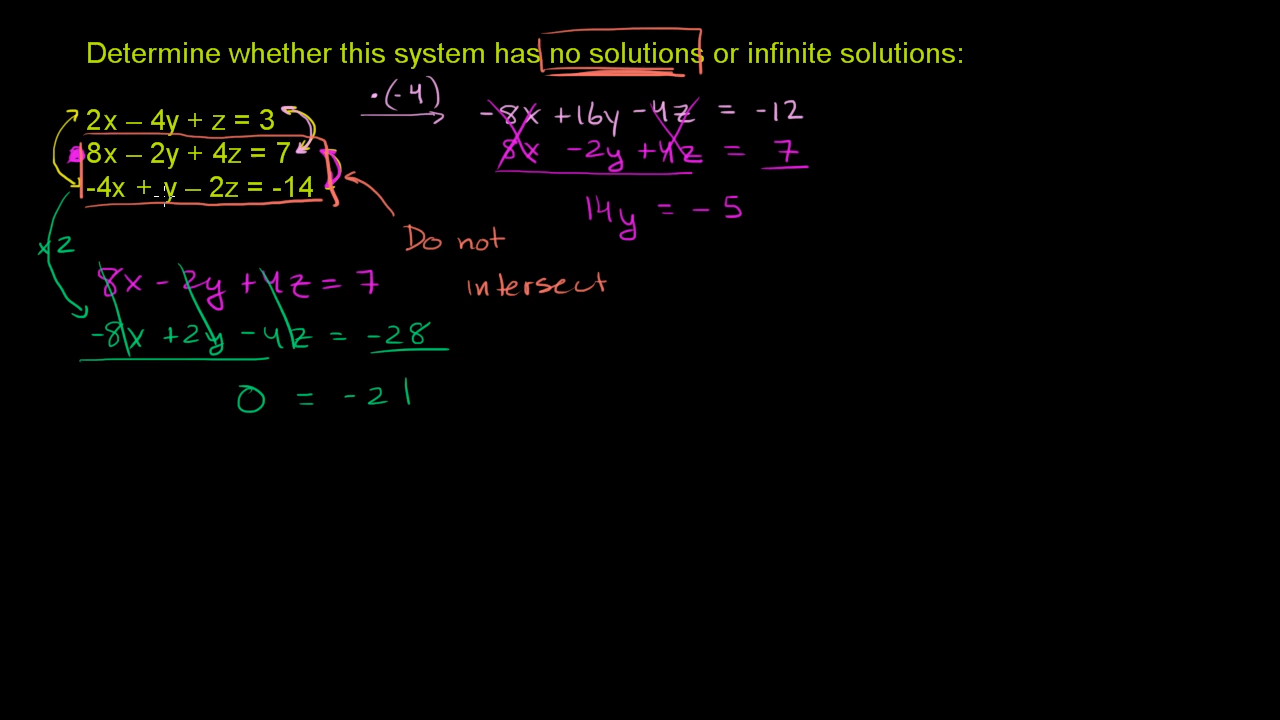 Determine whether this system has no solutions or infinite solutions:
2x – 4y + z = 3
8x – 2y + 4z = 7
-4x + y – 2z = -14
· (-4)
-8x +16y -4z = -12
8x -2y +4z = 7
14y = -5
Do not
intersect
x2
8x - 2y + 4z = 7
-8x +2y -4z = -28
0 = -21